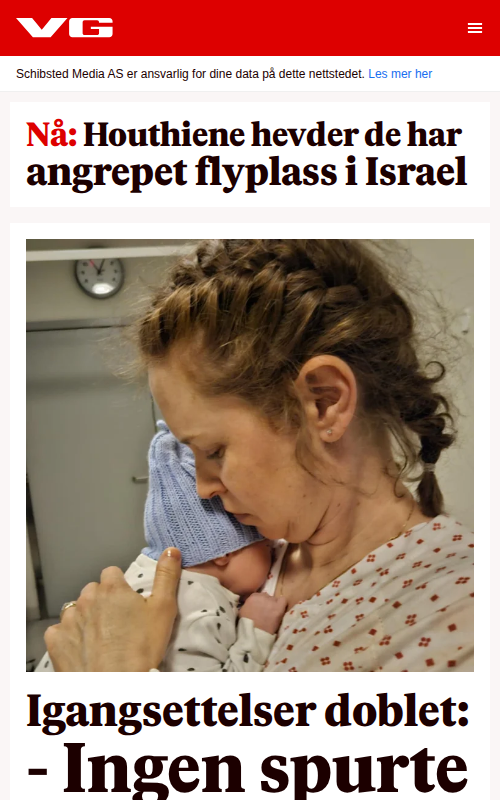 VG
Schibsted Media AS er ansvarlig for dine data på dette nettstedet. Les mer her
Nå: Houthiene hevder de har
angrepet flyplass i Israel
Igangsettelser doblet:
- Ingen spurte